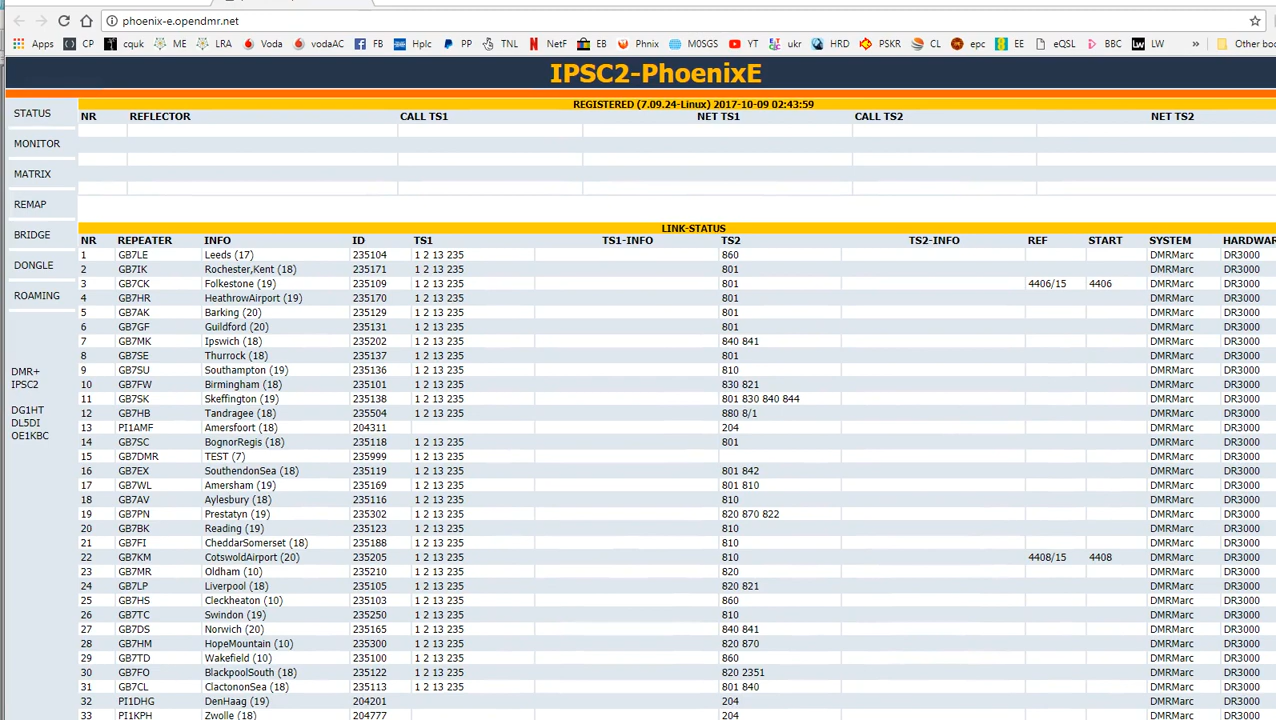 phoenix-e.opendmr.net
Apps CP cquk ME LRA Voda vodaAC FB Hplc PP TNL NetF EB Phnix M0SGS YT ukr HRD PSKR CL epc EE eQSL BBC LW » Other boo
IPSC2-PhoenixE
REGISTERED (7.09.24-Linux) 2017-10-09 02:43:59
NR REFLECTOR CALL TS1 NET TS1 CALL TS2 NET TS2
STATUS
MONITOR
MATRIX
REMAP
BRIDGE
DONGLE
ROAMING
DMR+
IPSC2
DG1HT
DL5DI
OE1KBC
LINK-STATUS
NR REPEATER INFO ID TS1 TS1-INFO TS2 TS2-INFO REF START SYSTEM HARDWAR
1 GB7LE Leeds (17) 235104 1 2 13 235 860 DMRMarc DR3000
2 GB7IK Rochester,Kent (18) 235171 1 2 13 235 801 DMRMarc DR3000
3 GB7CK Folkestone (19) 235109 1 2 13 235 801 4406/15 4406 DMRMarc DR3000
4 GB7HR HeathrowAirport (19) 235170 1 2 13 235 801 DMRMarc DR3000
5 GB7AK Barking (20) 235129 1 2 13 235 801 DMRMarc DR3000
6 GB7GF Guildford (20) 235131 1 2 13 235 801 DMRMarc DR3000
7 GB7MK Ipswich (18) 235202 1 2 13 235 840 841 DMRMarc DR3000
8 GB7SE Thurrock (18) 235137 1 2 13 235 801 DMRMarc DR3000
9 GB7SU Southampton (19) 235136 1 2 13 235 810 DMRMarc DR3000
10 GB7FW Birmingham (18) 235101 1 2 13 235 830 821 DMRMarc DR3000
11 GB7SK Skeffington (19) 235138 1 2 13 235 801 830 840 844 DMRMarc DR3000
12 GB7HB Tandragee (18) 235504 1 2 13 235 880 8/1 DMRMarc DR3000
13 PI1AMF Amersfoort (18) 204311 204 DMRMarc DR3000
14 GB7SC BognorRegis (18) 235118 1 2 13 235 801 DMRMarc DR3000
15 GB7DMR TEST (7) 235999 1 2 13 235 DMRMarc DR3000
16 GB7EX SouthendonSea (18) 235119 1 2 13 235 801 842 DMRMarc DR3000
17 GB7WL Amersham (19) 235169 1 2 13 235 801 810 DMRMarc DR3000
18 GB7AV Aylesbury (18) 235116 1 2 13 235 810 DMRMarc DR3000
19 GB7PN Prestatyn (19) 235302 1 2 13 235 820 870 822 DMRMarc DR3000
20 GB7BK Reading (19) 235123 1 2 13 235 810 DMRMarc DR3000
21 GB7FI CheddarSomerset (18) 235188 1 2 13 235 810 DMRMarc DR3000
22 GB7KM CotswoldAirport (20) 235205 1 2 13 235 810 4408/15 4408 DMRMarc DR3000
23 GB7MR Oldham (10) 235210 1 2 13 235 820 DMRMarc DR3000
24 GB7LP Liverpool (18) 235105 1 2 13 235 820 821 DMRMarc DR3000
25 GB7HS Cleckheaton (10) 235103 1 2 13 235 860 DMRMarc DR3000
26 GB7TC Swindon (19) 235250 1 2 13 235 810 DMRMarc DR3000
27 GB7DS Norwich (20) 235165 1 2 13 235 840 841 DMRMarc DR3000
28 GB7HM HopeMountain (10) 235300 1 2 13 235 820 870 DMRMarc DR3000
29 GB7TD Wakefield (10) 235100 1 2 13 235 860 DMRMarc DR3000
30 GB7FO BlackpoolSouth (18) 235122 1 2 13 235 820 2351 DMRMarc DR3000
31 GB7CL ClactononSea (18) 235113 1 2 13 235 801 840 DMRMarc DR3000
32 PI1DHG DenHaag (19) 204201 204 DMRMarc DR3000
33 PI1KPH Zwolle (18) 204777 204 DMRMarc DR3000